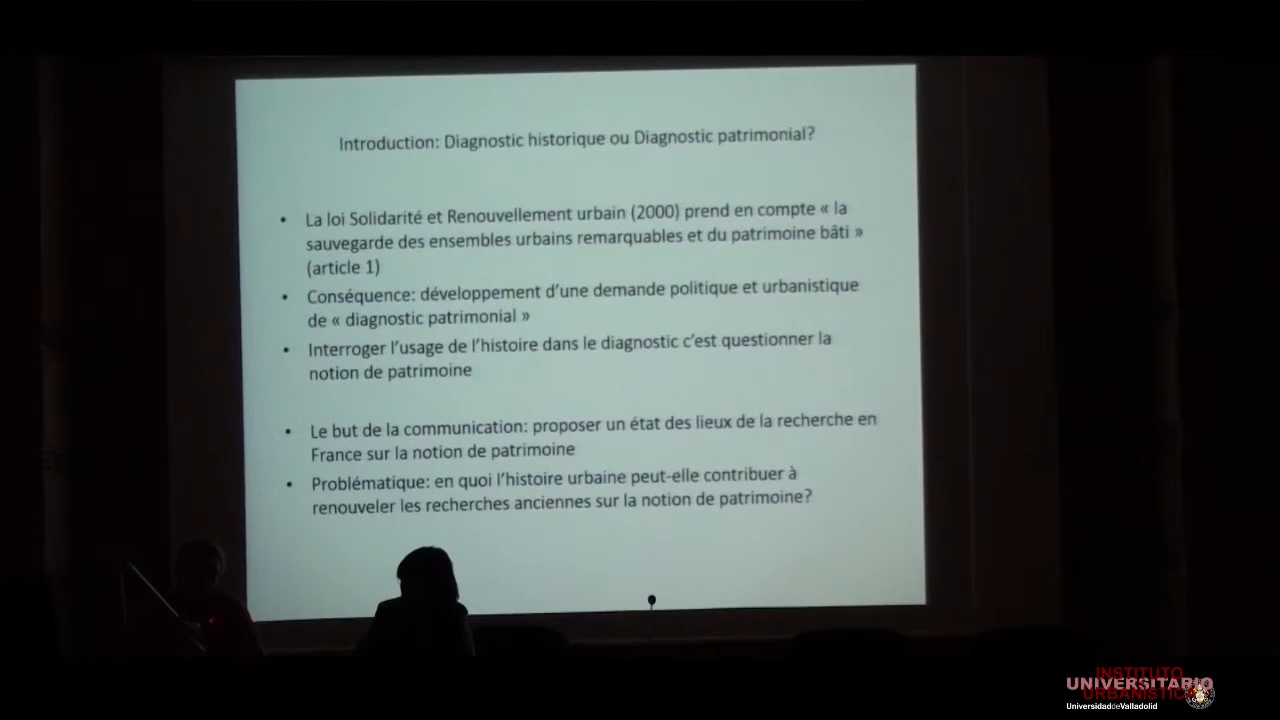 Introduction: Diagnostic historique ou Diagnostic patrimonial?
• La loi Solidarité et Renouvellement urbain (2000) prend en compte « la
sauvegarde des ensembles urbains remarquables et du patrimoine bâti »
(article 1)
• Conséquence: développement d'une demande politique et urbanistique
de « diagnostic patrimonial »
• Interroger l'usage de l'histoire dans le diagnostic c'est questionner la
notion de patrimoine
• Le but de la communication: proposer un état des lieux de la recherche en
France sur la notion de patrimoine
• Problématique: en quoi l'histoire urbaine peut-elle contribuer à
renouveler les recherches anciennes sur la notion de patrimoine?
INSTITUTO
UNIVERSITARIO
URBANÍSTICA
UniversidaddeValladolid